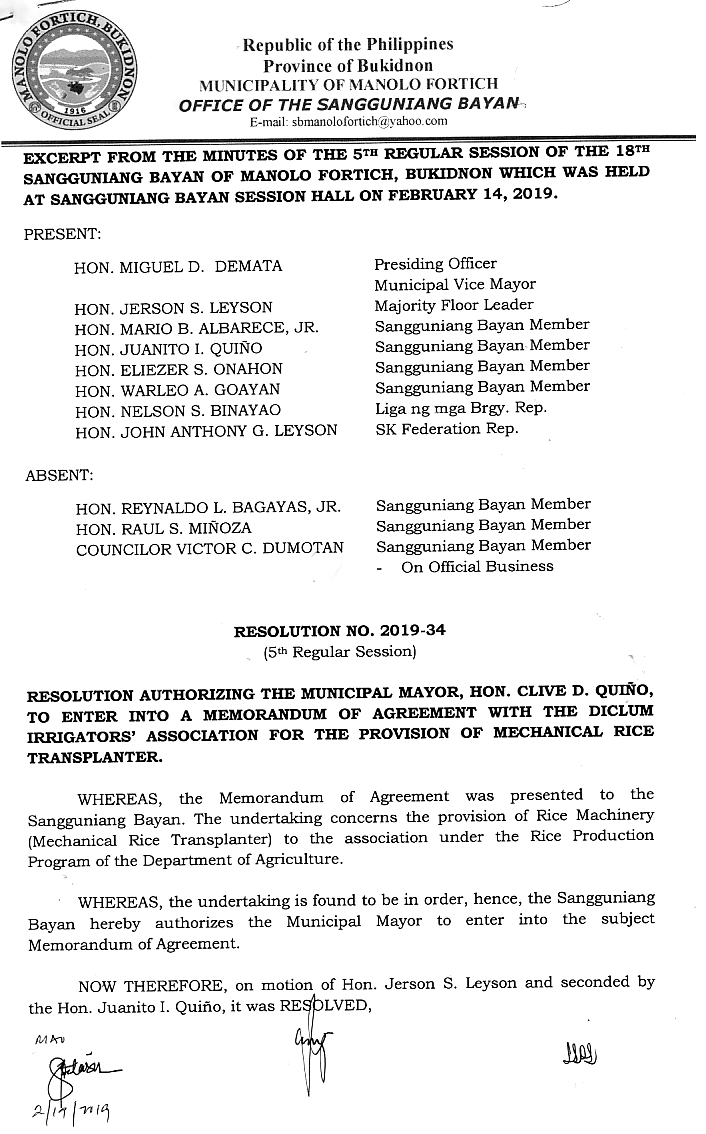 MANOLO FORTICH, BUKIDNON
1916
OFFICIAL SEAL
Republic of the Philippines
Province of Bukidnon
MUNICIPALITY OF MANOLO FORTICH
OFFICE OF THE SANGGUNIANG BAYAN
E-mail: sbmanolofortich@yahoo.com
EXCERPT FROM THE MINUTES OF THE 5TH REGULAR SESSION OF THE 18TH
SANGGUNIANG BAYAN OF MANOLO FORTICH, BUKIDNON WHICH WAS HELD
AT SANGGUNIANG BAYAN SESSION HALL ON FEBRUARY 14, 2019.
PRESENT:
HON. MIGUEL D. DEMATA Presiding Officer
Municipal Vice Mayor
HON. JERSON S. LEYSON Majority Floor Leader
HON. MARIO B. ALBARECE, JR. Sangguniang Bayan Member
HON. JUANITO I. QUIÑO Sangguniang Bayan Member
HON. ELIEZER S. ONAHON Sangguniang Bayan Member
HON. WARLEO A. GOAYAN Sangguniang Bayan Member
HON. NELSON S. BINAYAO Liga ng mga Brgy. Rep.
HON. JOHN ANTHONY G. LEYSON SK Federation Rep.
ABSENT:
HON. REYNALDO L. BAGAYAS, JR. Sangguniang Bayan Member
HON. RAUL S. MIÑOZA Sangguniang Bayan Member
COUNCILOR VICTOR C. DUMOTAN Sangguniang Bayan Member
- On Official Business
RESOLUTION NO. 2019-34
(5th Regular Session)
RESOLUTION AUTHORIZING THE MUNICIPAL MAYOR, HON. CLIVE D. QUIÑO,
TO ENTER INTO A MEMORANDUM OF AGREEMENT WITH THE DICLUM
IRRIGATORS' ASSOCIATION FOR THE PROVISION OF MECHANICAL RICE
TRANSPLANTER.
WHEREAS, the Memorandum of Agreement was presented to the
Sangguniang Bayan. The undertaking concerns the provision of Rice Machinery
(Mechanical Rice Transplanter) to the association under the Rice Production
Program of the Department of Agriculture.
WHEREAS, the undertaking is found to be in order, hence, the Sangguniang
Bayan hereby authorizes the Municipal Mayor to enter into the subject
Memorandum of Agreement.
NOW THEREFORE, on motion of Hon. Jerson S. Leyson and seconded by
the Hon. Juanito I. Quiño, it was RESOLVED,